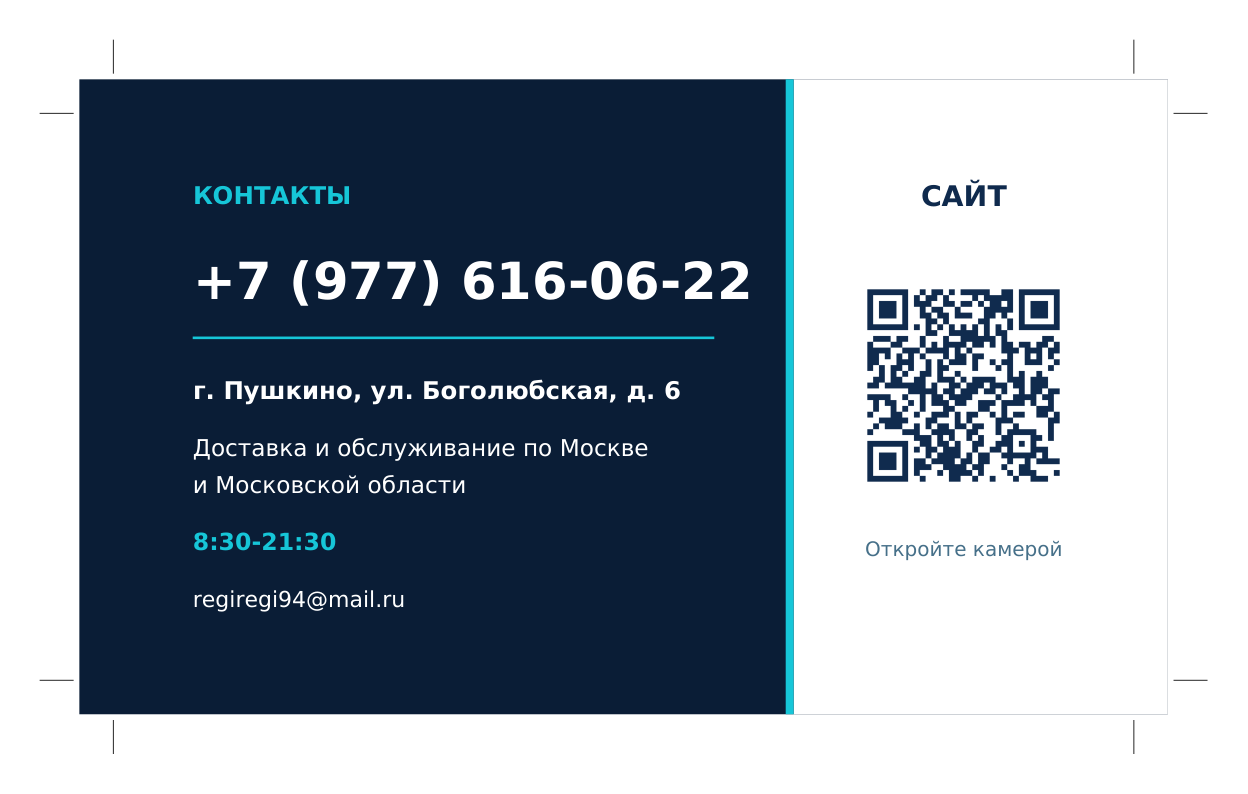 КОНТАКТЫ
+7 (977) 616-06-22
г. Пушкино, ул. Боголюбская, д. 6
Доставка и обслуживание по Москве
и Московской области
8:30-21:30
regiregi94@mail.ru
САЙТ
Откройте камерой